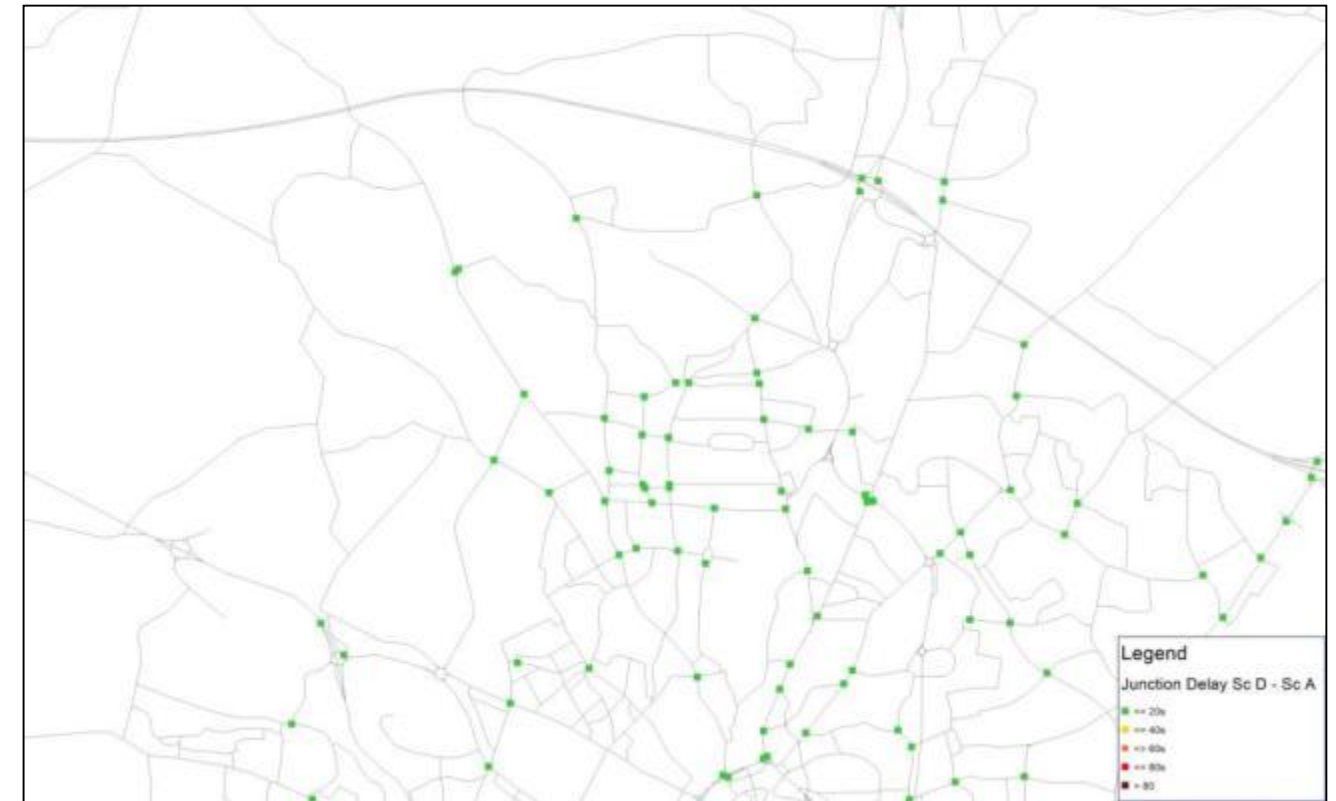 Legend
Junction Delay Sc D - Sc A
<= 20s
<= 40s
<= 60s
<= 80s
> 80